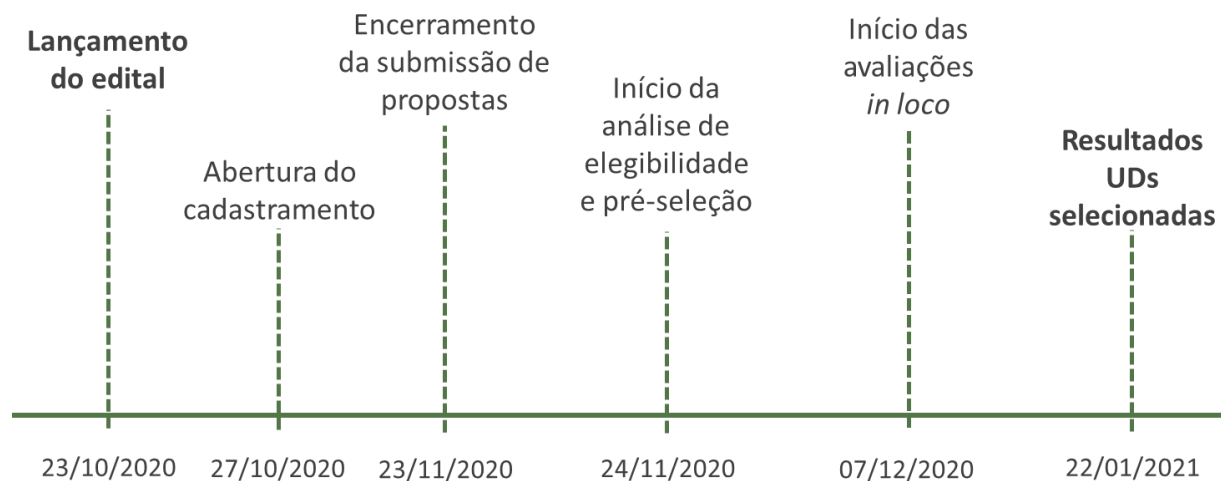 Lançamento
do edital
Abertura do
cadastramento
Encerramento
da submissão de
propostas
Início da
análise de
elegibilidade
e pré-seleção
Início das
avaliações
in loco
Resultados
UDs
selecionadas
23/10/2020
27/10/2020
23/11/2020
24/11/2020
07/12/2020
22/01/2021